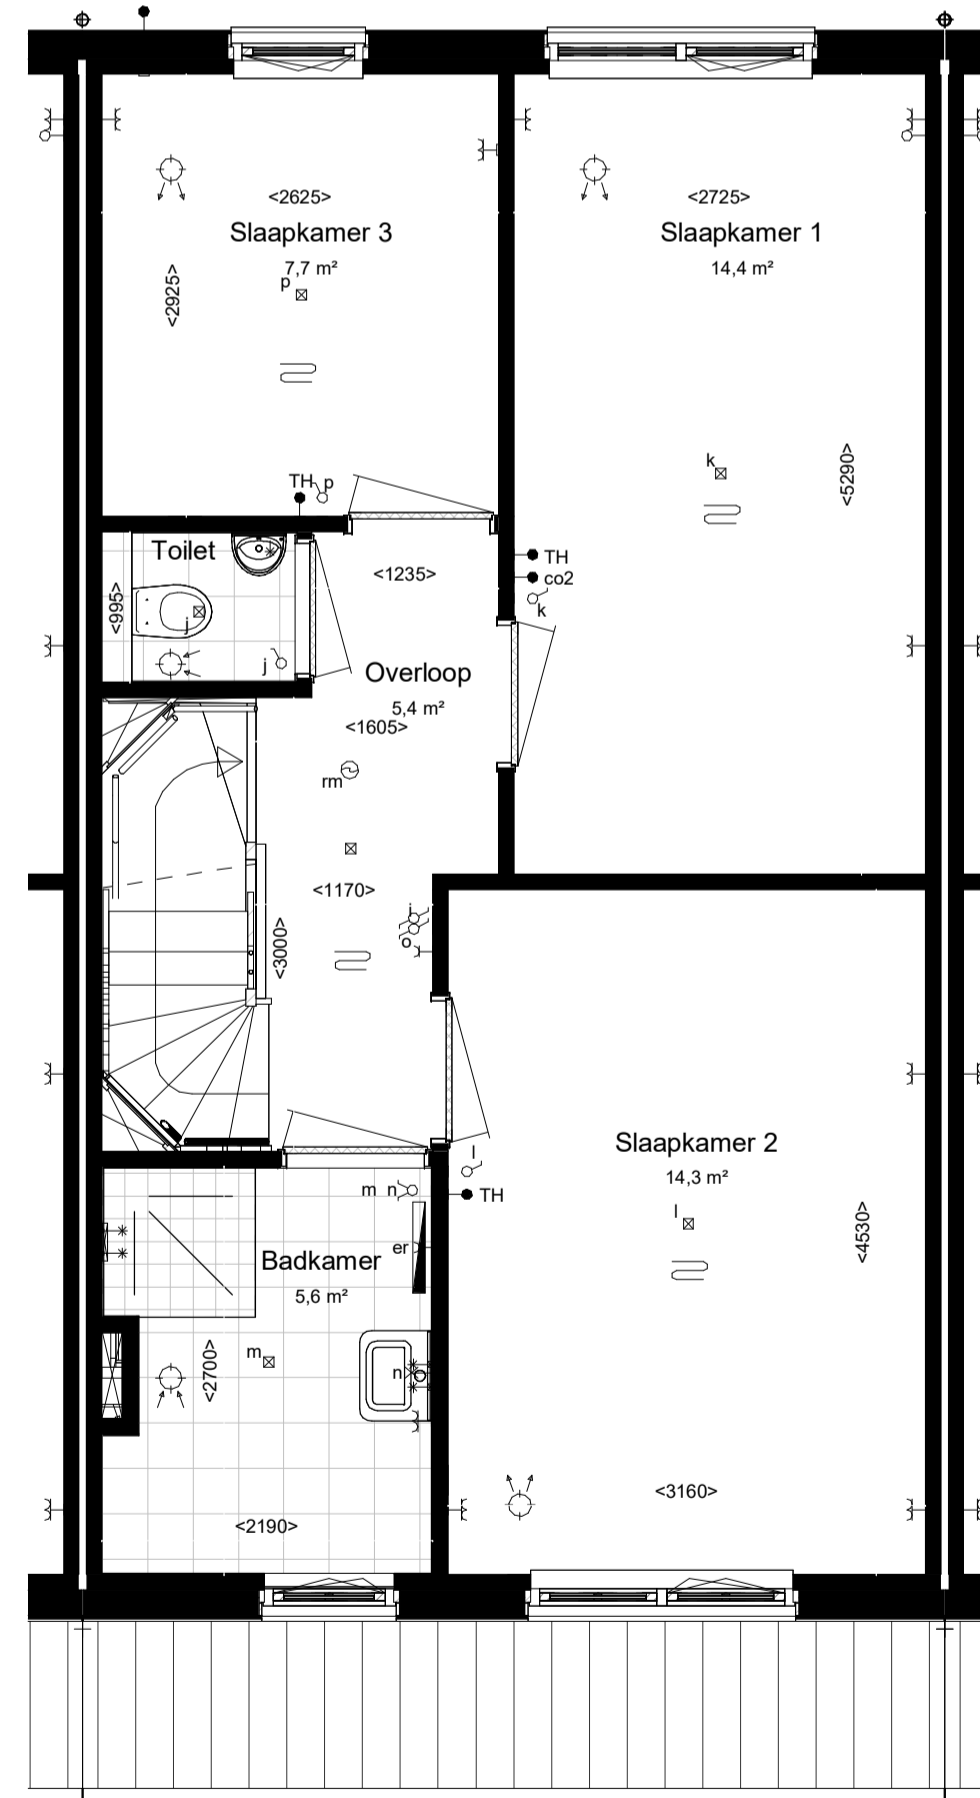 <2625>
Slaapkamer 3
7,7 m²
p
<2925>
<2725>
Slaapkamer 1
14,4 m²
k
<5290>
TH p
Toilet
<995>
j
j
<1235>
TH
co2
k
Overloop
5,4 m²
<1605>
rm
<1170>
i
o
<3000>
Slaapkamer 2
14,3 m²
l
l
TH
<4530>
m n
er
Badkamer
5,6 m²
m
<2700>
n
<3160>
<2190>